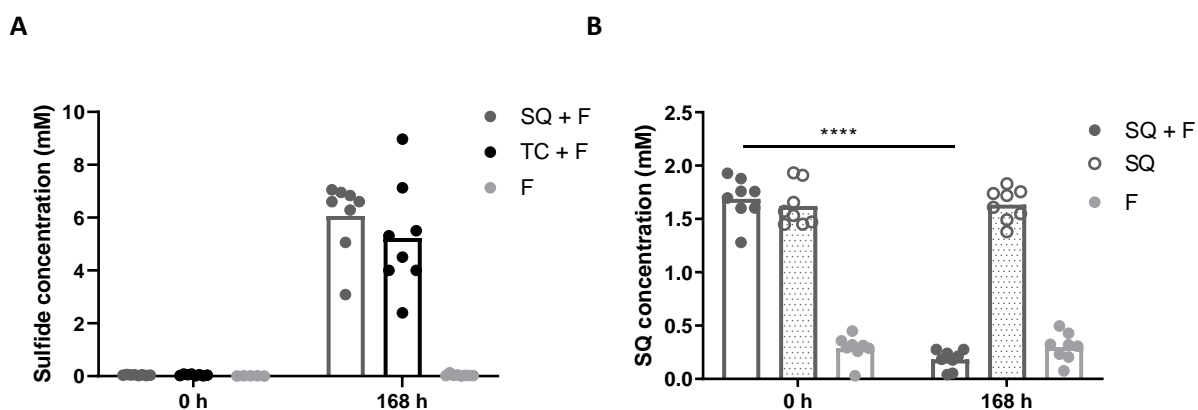 A
Sulfide concentration (mM)
10
8
6
4
2
0
0 h
168 h
SQ + F
TC + F
F
B
SQ concentration (mM)
2.5
2.0
1.5
1.0
0.5
0.0
****
0 h
168 h
SQ + F
SQ
F